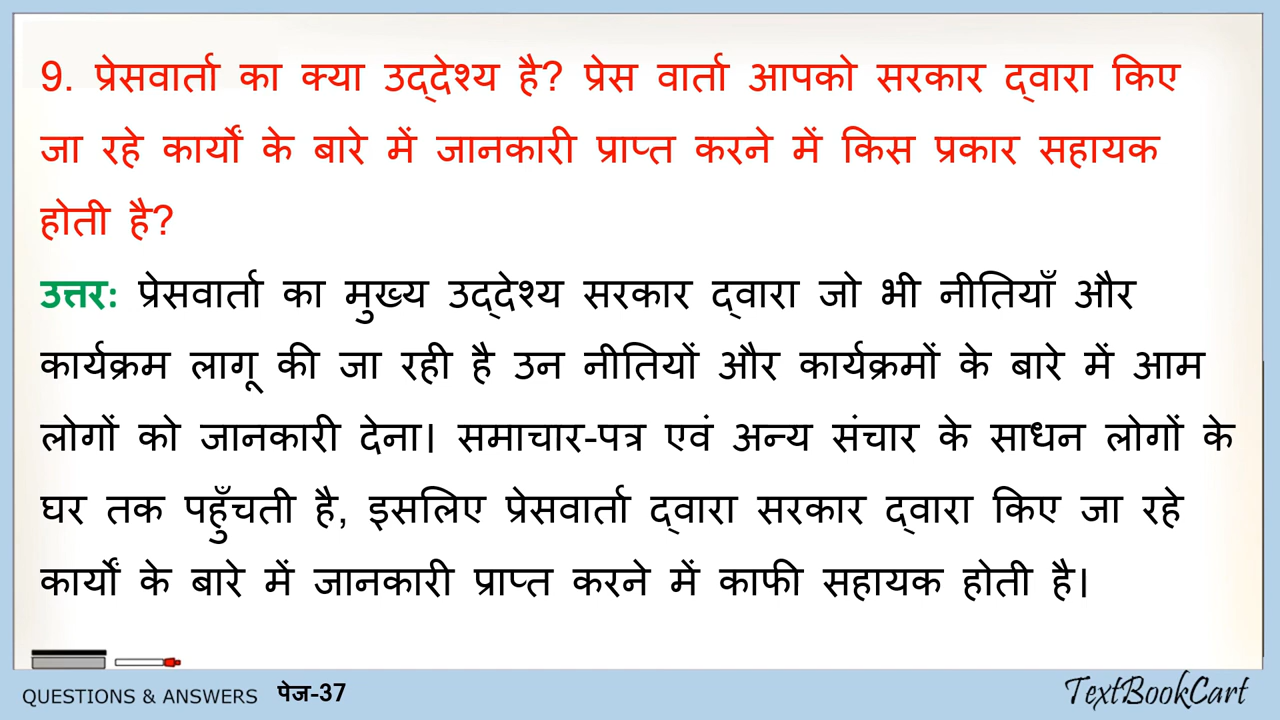 9. प्रेसवार्ता का क्या उद्देश्य है? प्रेस वार्ता आपको सरकार द्वारा किए
जा रहे कार्यों के बारे में जानकारी प्राप्त करने में किस प्रकार सहायक
होती है?
उत्तर: प्रेसवार्ता का मुख्य उद्देश्य सरकार द्वारा जो भी नीतियाँ और
कार्यक्रम लागू की जा रही है उन नीतियों और कार्यक्रमों के बारे में आम
लोगों को जानकारी देना। समाचार-पत्र एवं अन्य संचार के साधन लोगों के
घर तक पहुँचती है, इसलिए प्रेसवार्ता द्वारा सरकार द्वारा किए जा रहे
कार्यों के बारे में जानकारी प्राप्त करने में काफी सहायक होती है।
QUESTIONS & ANSWERS पेज-37
TextBookCart